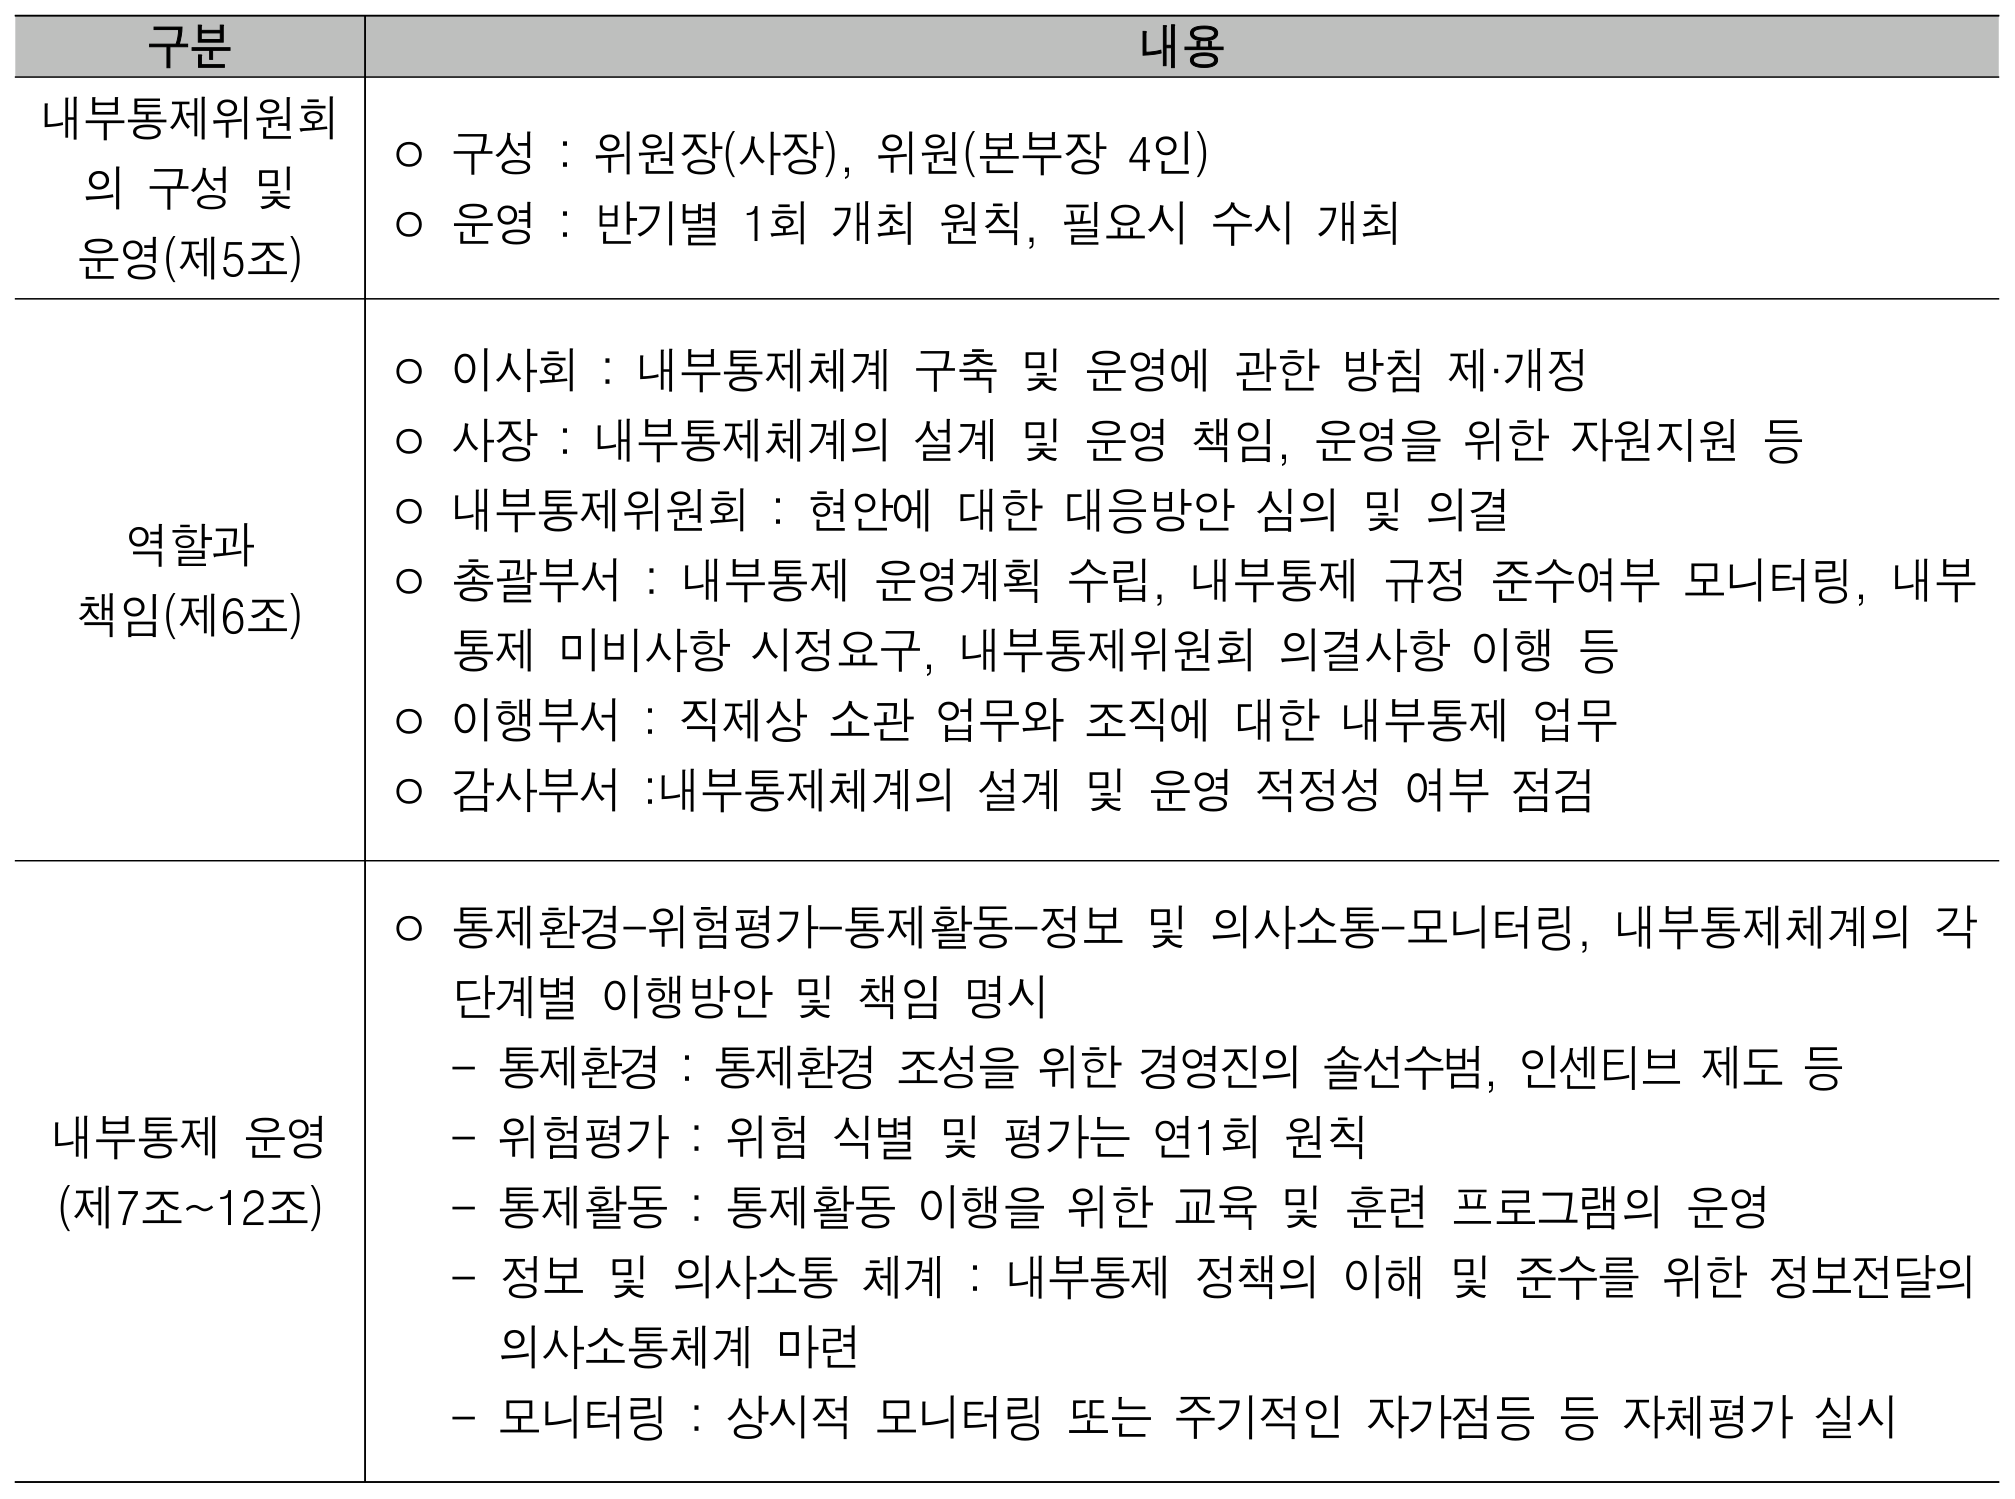 구분
내용
내부통제위원회
의 구성 및
운영(제5조)
○ 구성 : 위원장(사장), 위원(본부장 4인)
○ 운영 : 반기별 1회 개최 원칙, 필요시 수시 개최
역할과
책임(제6조)
○ 이사회 : 내부통제체계 구축 및 운영에 관한 방침 제·개정
○ 사장 : 내부통제체계의 설계 및 운영 책임, 운영을 위한 자원지원 등
○ 내부통제위원회 : 현안에 대한 대응방안 심의 및 의결
○ 총괄부서 : 내부통제 운영계획 수립, 내부통제 규정 준수여부 모니터링, 내부
통제 미비사항 시정요구, 내부통제위원회 의결사항 이행 등
○ 이행부서 : 직제상 소관 업무와 조직에 대한 내부통제 업무
○ 감사부서 :내부통제체계의 설계 및 운영 적정성 여부 점검
내부통제 운영
(제7조~12조)
○ 통제환경-위험평가-통제활동-정보 및 의사소통-모니터링, 내부통제체계의 각
단계별 이행방안 및 책임 명시
- 통제환경 : 통제환경 조성을 위한 경영진의 솔선수범, 인센티브 제도 등
- 위험평가 : 위험 식별 및 평가는 연1회 원칙
- 통제활동 : 통제활동 이행을 위한 교육 및 훈련 프로그램의 운영
- 정보 및 의사소통 체계 : 내부통제 정책의 이해 및 준수를 위한 정보전달의
의사소통체계 마련
- 모니터링 : 상시적 모니터링 또는 주기적인 자가점등 등 자체평가 실시